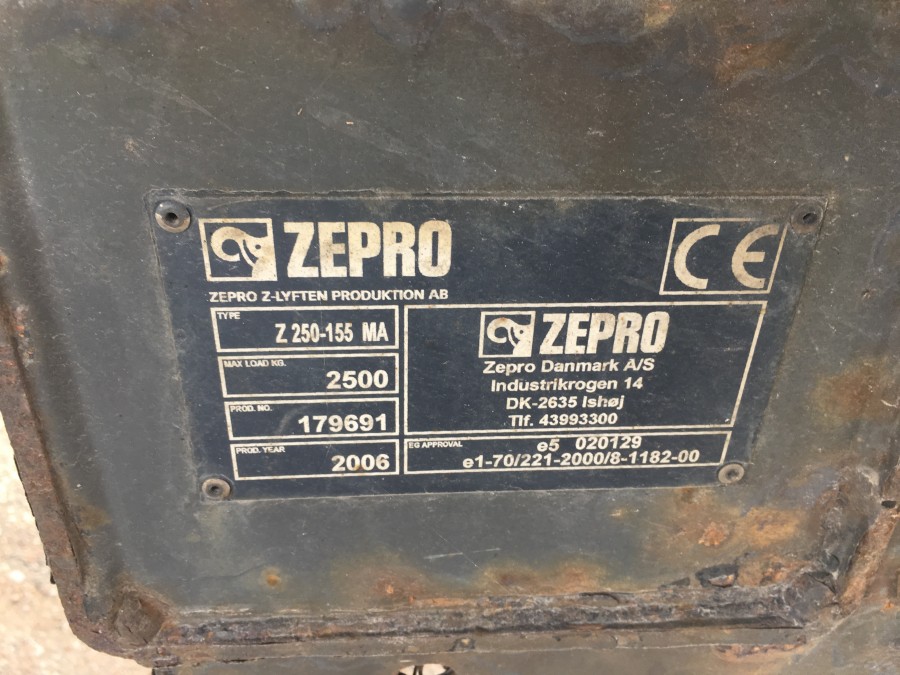 ZEPRO
CE
ZEPRO Z-LYFTEN PRODUKTION AB
TYPE
Z 250-155 MA
MAX LOAD KG.
2500
PROD. NO.
179691
PROD. YEAR
2006
ZEPRO
Zepro Danmark A/S
Industrikrogen 14
DK-2635 Ishøj
Tlf. 43993300
EG APPROVAL
e5 020129
e1-70/221-2000/8-1182-00